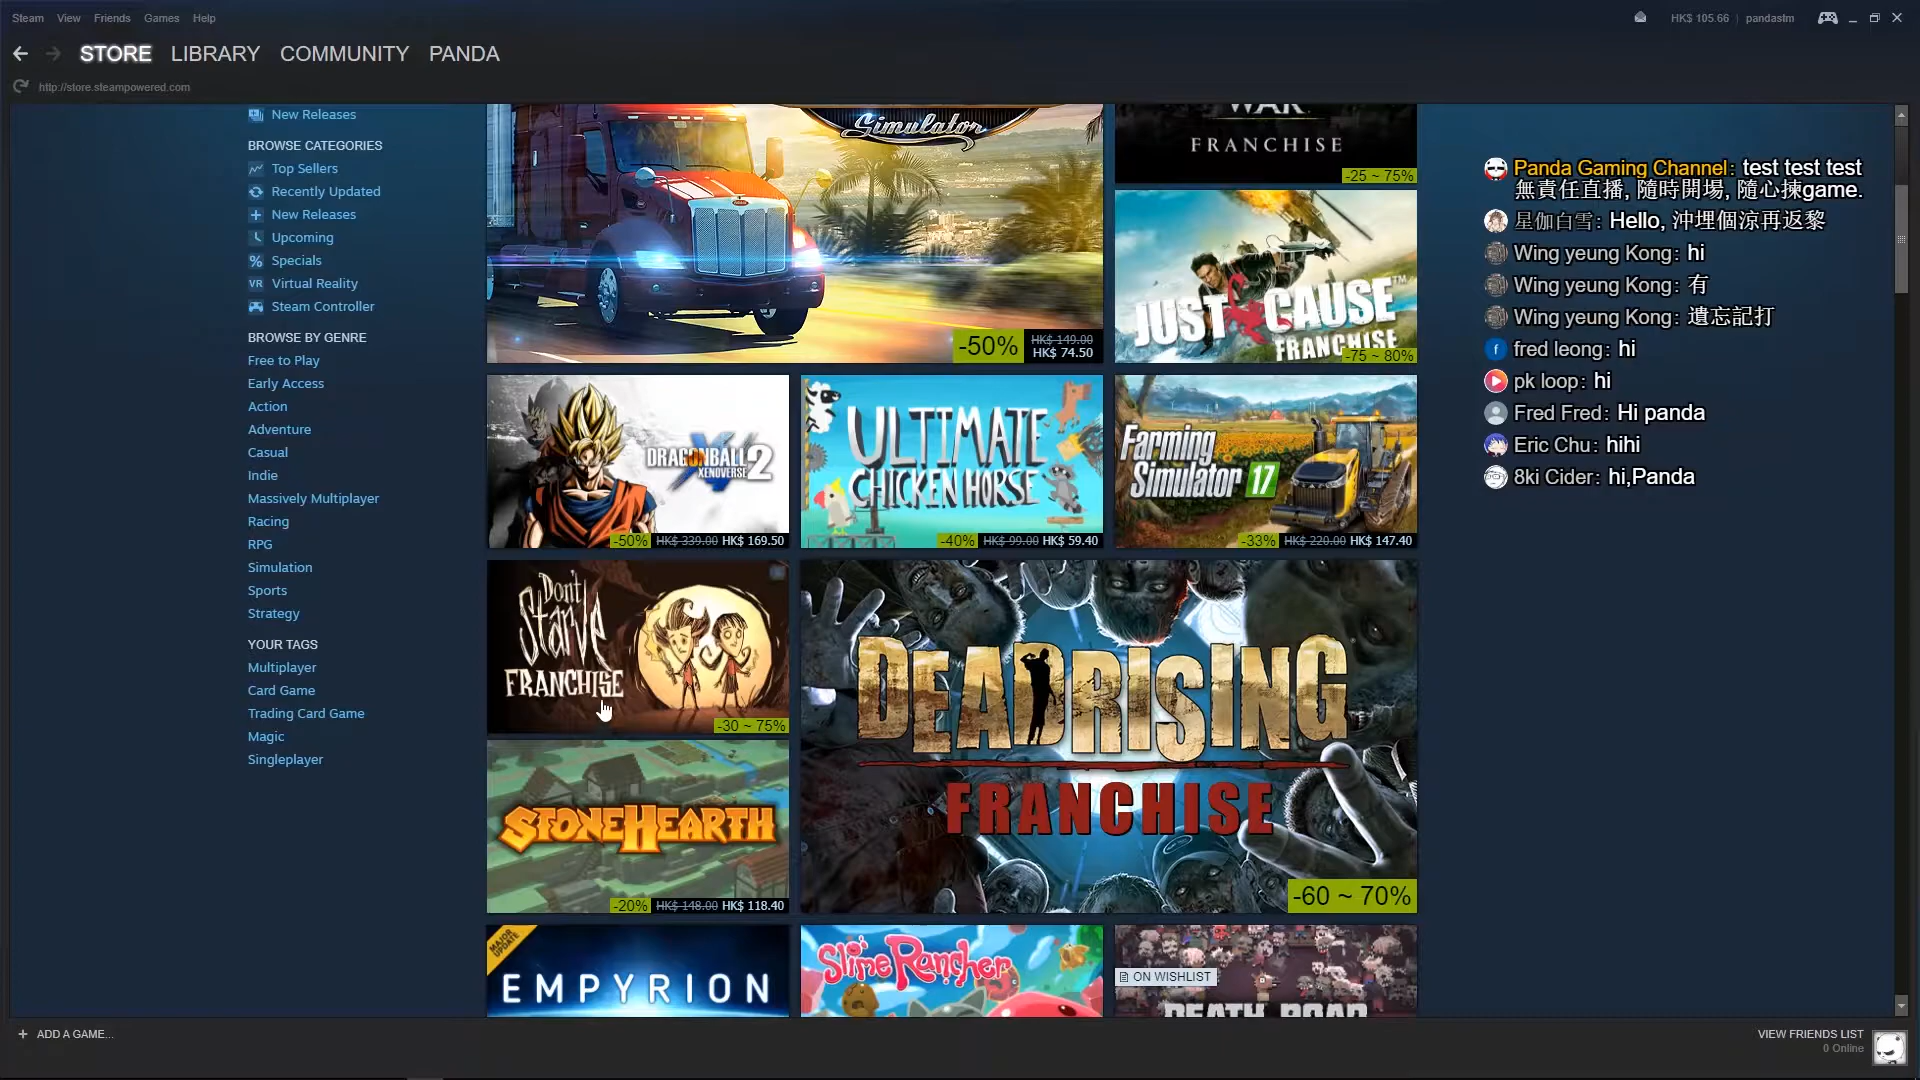 Steam View Friends Games Help
HK$ 105.66 | pandastm
STORE LIBRARY COMMUNITY PANDA
http://store.steampowered.com
New Releases
BROWSE CATEGORIES
Top Sellers
Recently Updated
New Releases
Upcoming
Specials
VR Virtual Reality
Steam Controller
BROWSE BY GENRE
Free to Play
Early Access
Action
Adventure
Casual
Indie
Massively Multiplayer
Racing
RPG
Simulation
Sports
Strategy
YOUR TAGS
Multiplayer
Card Game
Trading Card Game
Magic
Singleplayer
Simulator
-50% HK$ 149.00
HK$ 74.50
WAR
FRANCHISE
-25 ~ 75%
JUST CAUSE™
FRANCHISE
-75 ~ 80%
DRAGONBALL
XENOVERSE 2
-50% HK$ 339.00 HK$ 169.50
ULTIMATE
CHICKEN HORSE
-40% HK$ 99.00 HK$ 59.40
Farming
Simulator 17
-33% HK$ 220.00 HK$ 147.40
Don't
Starve
FRANCHISE
-30 ~ 75%
DEADRISING
FRANCHISE
-60 ~ 70%
STONEHEARTH
-20% HK$ 148.00 HK$ 118.40
MAJOR
UPDATE
EMPYRION
Slime Rancher
ON WISHLIST
DEATH ROAD
Panda Gaming Channel: test test test
無責任直播, 隨時開場, 隨心揀game.
星伽白雪: Hello, 沖埋個涼再返黎
Wing yeung Kong: hi
Wing yeung Kong: 有
Wing yeung Kong: 遺忘記打
fred leong: hi
pk loop: hi
Fred Fred: Hi panda
Eric Chu: hihi
8ki Cider: hi,Panda
+ ADD A GAME...
VIEW FRIENDS LIST
0 Online